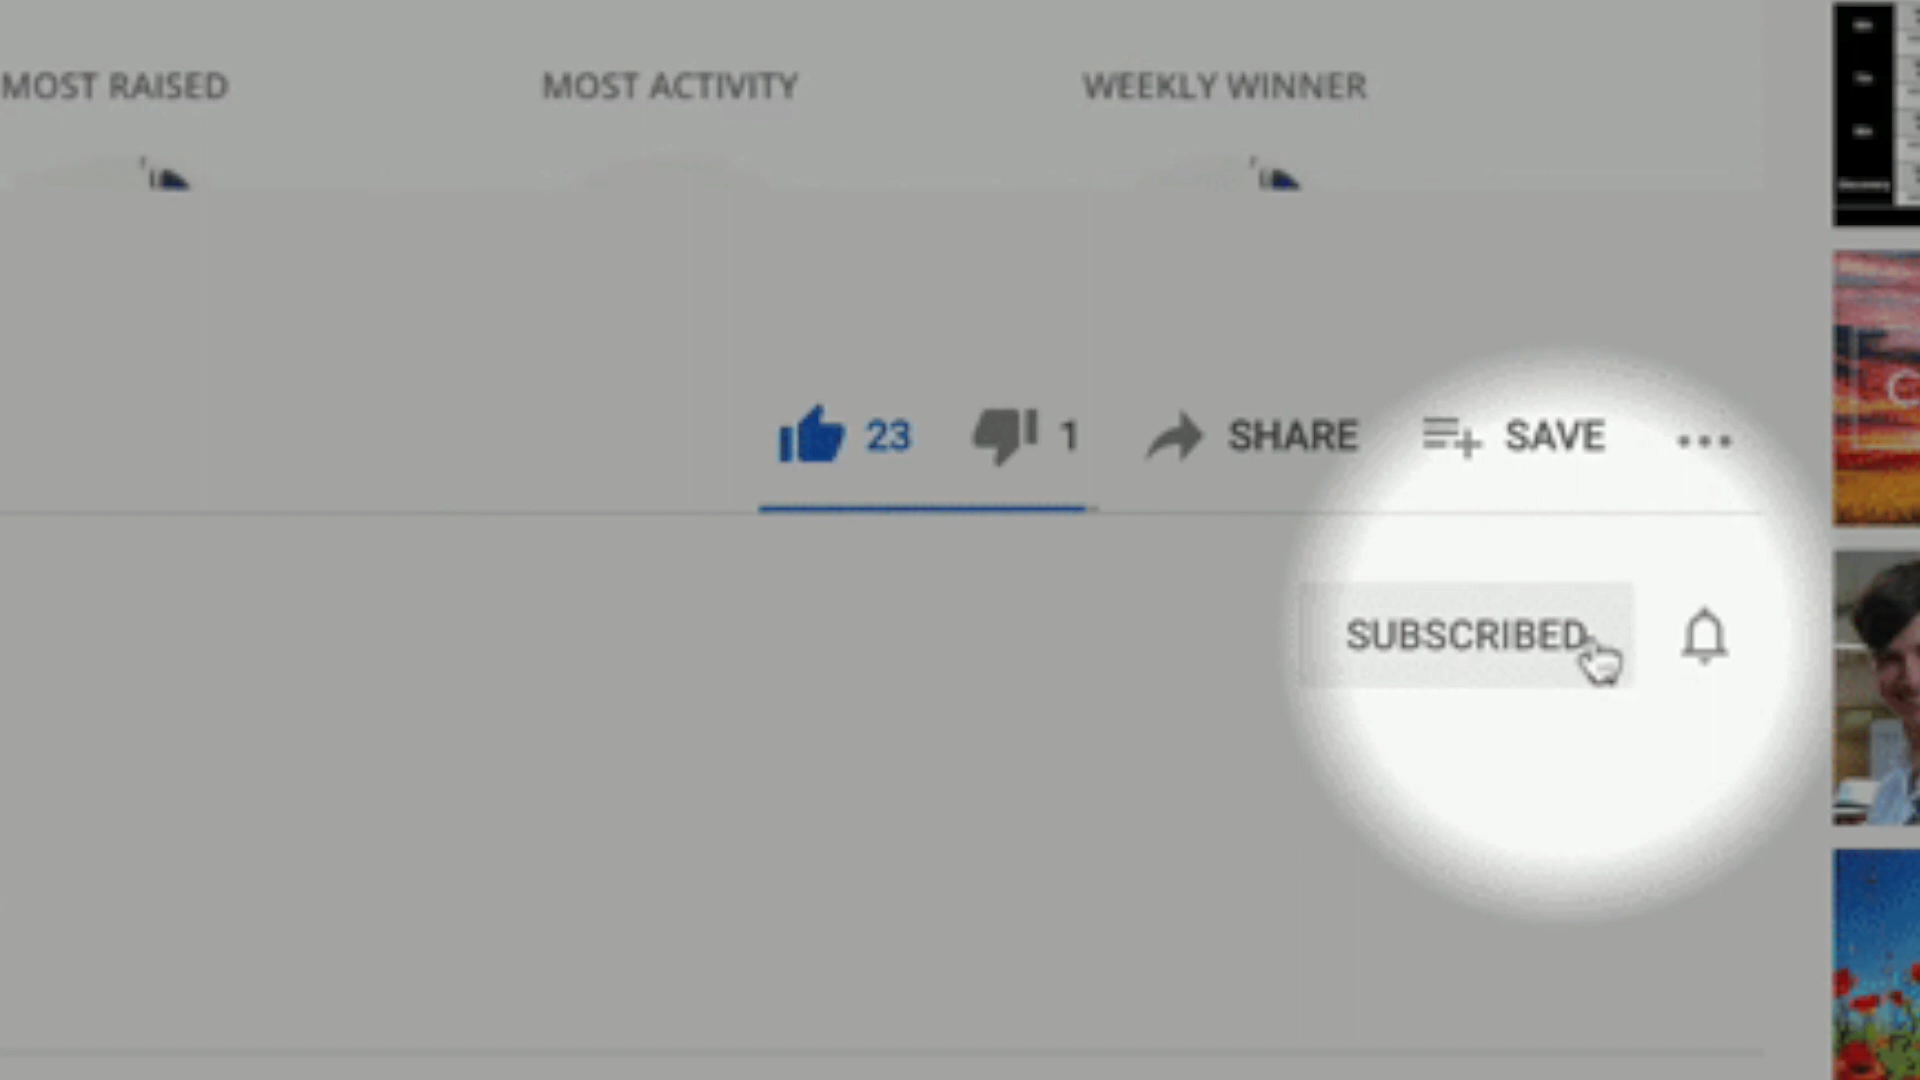 MOST RAISED
MOST ACTIVITY
WEEKLY WINNER
23
1
SHARE
SAVE
SUBSCRIBED